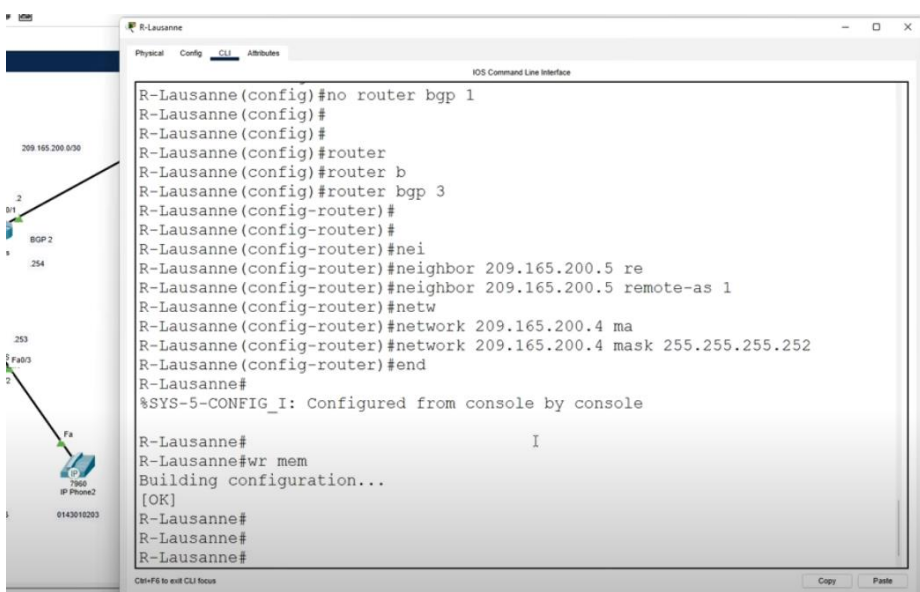 R-Lausanne
Physical Config CLI Attributes
IOS Command Line Interface
R-Lausanne(config)#no router bgp 1
R-Lausanne(config)#
R-Lausanne(config)#
R-Lausanne(config)#router
R-Lausanne(config)#router b
R-Lausanne(config)#router bgp 3
R-Lausanne(config-router)#
R-Lausanne(config-router)#
R-Lausanne(config-router)#nei
R-Lausanne(config-router)#neighbor 209.165.200.5 re
R-Lausanne(config-router)#neighbor 209.165.200.5 remote-as 1
R-Lausanne(config-router)#netw
R-Lausanne(config-router)#network 209.165.200.4 ma
R-Lausanne(config-router)#network 209.165.200.4 mask 255.255.255.252
R-Lausanne(config-router)#end
R-Lausanne#
%SYS-5-CONFIG_I: Configured from console by console
R-Lausanne#
R-Lausanne#wr mem
Building configuration...
[OK]
R-Lausanne#
R-Lausanne#
R-Lausanne#
Ctrl+F6 to exit CLI focus
Copy
Paste
209.165.200.0/30
.2
0/1
BGP 2
.254
.253
Fa0/3
Fa
IP
7960
IP Phone2
0143010203